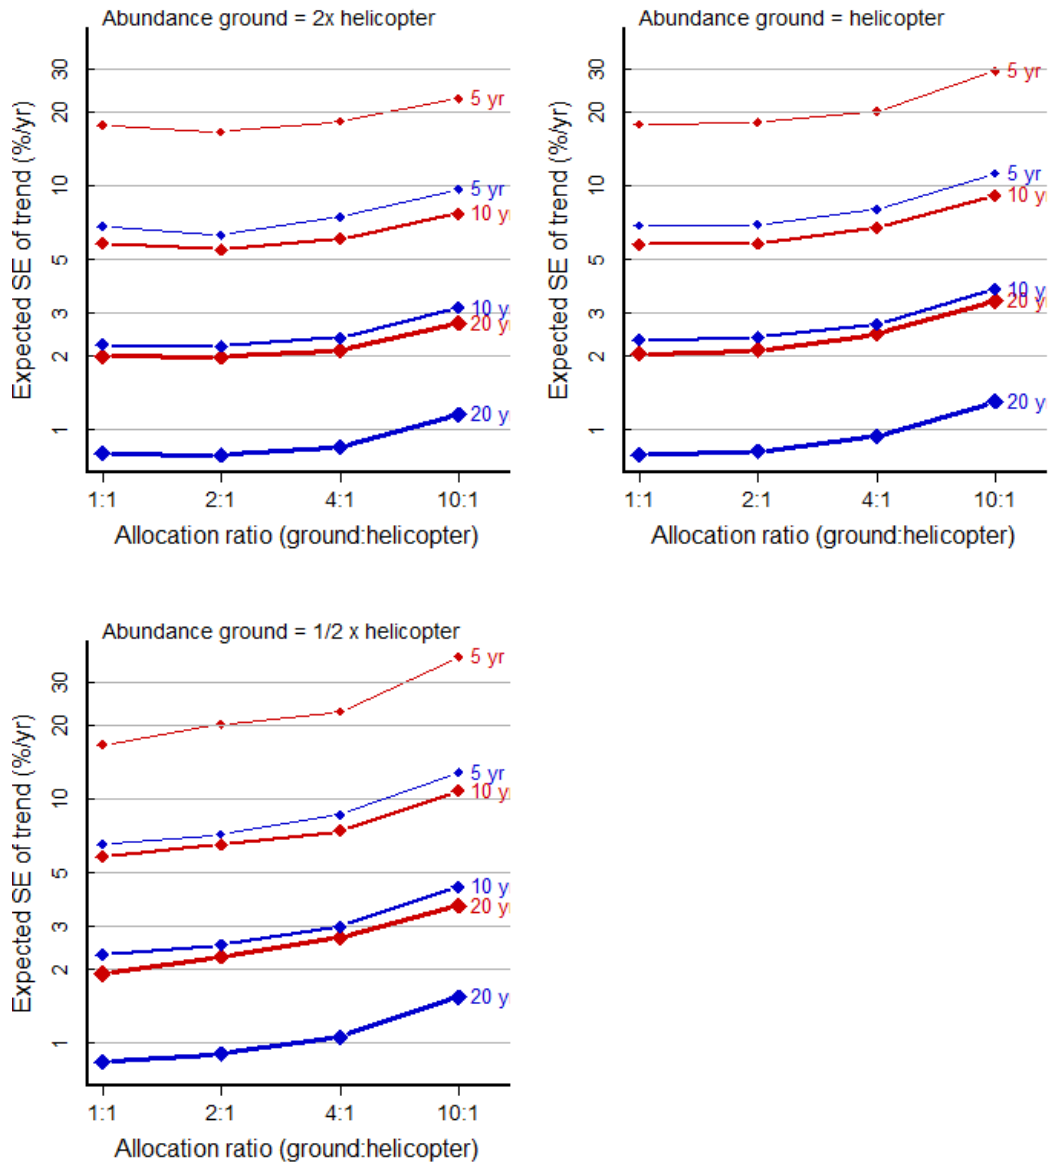 Abundance ground = 2x helicopter
Expected SE of trend (%/yr)
30
20
10
5
3
2
1
5 yr
5 yr
10 yr
10 y
20 yr
20 y
1:1 2:1 4:1 10:1
Allocation ratio (ground:helicopter)
Abundance ground = helicopter
Expected SE of trend (%/yr)
30
20
10
5
3
2
1
5 yr
5 yr
10 yr
10 yr
20 yr
20 y
1:1 2:1 4:1 10:1
Allocation ratio (ground:helicopter)
Abundance ground = 1/2 x helicopter
Expected SE of trend (%/yr)
30
20
10
5
3
2
1
5 yr
5 yr
10 yr
10 y
20 yr
20 y
1:1 2:1 4:1 10:1
Allocation ratio (ground:helicopter)